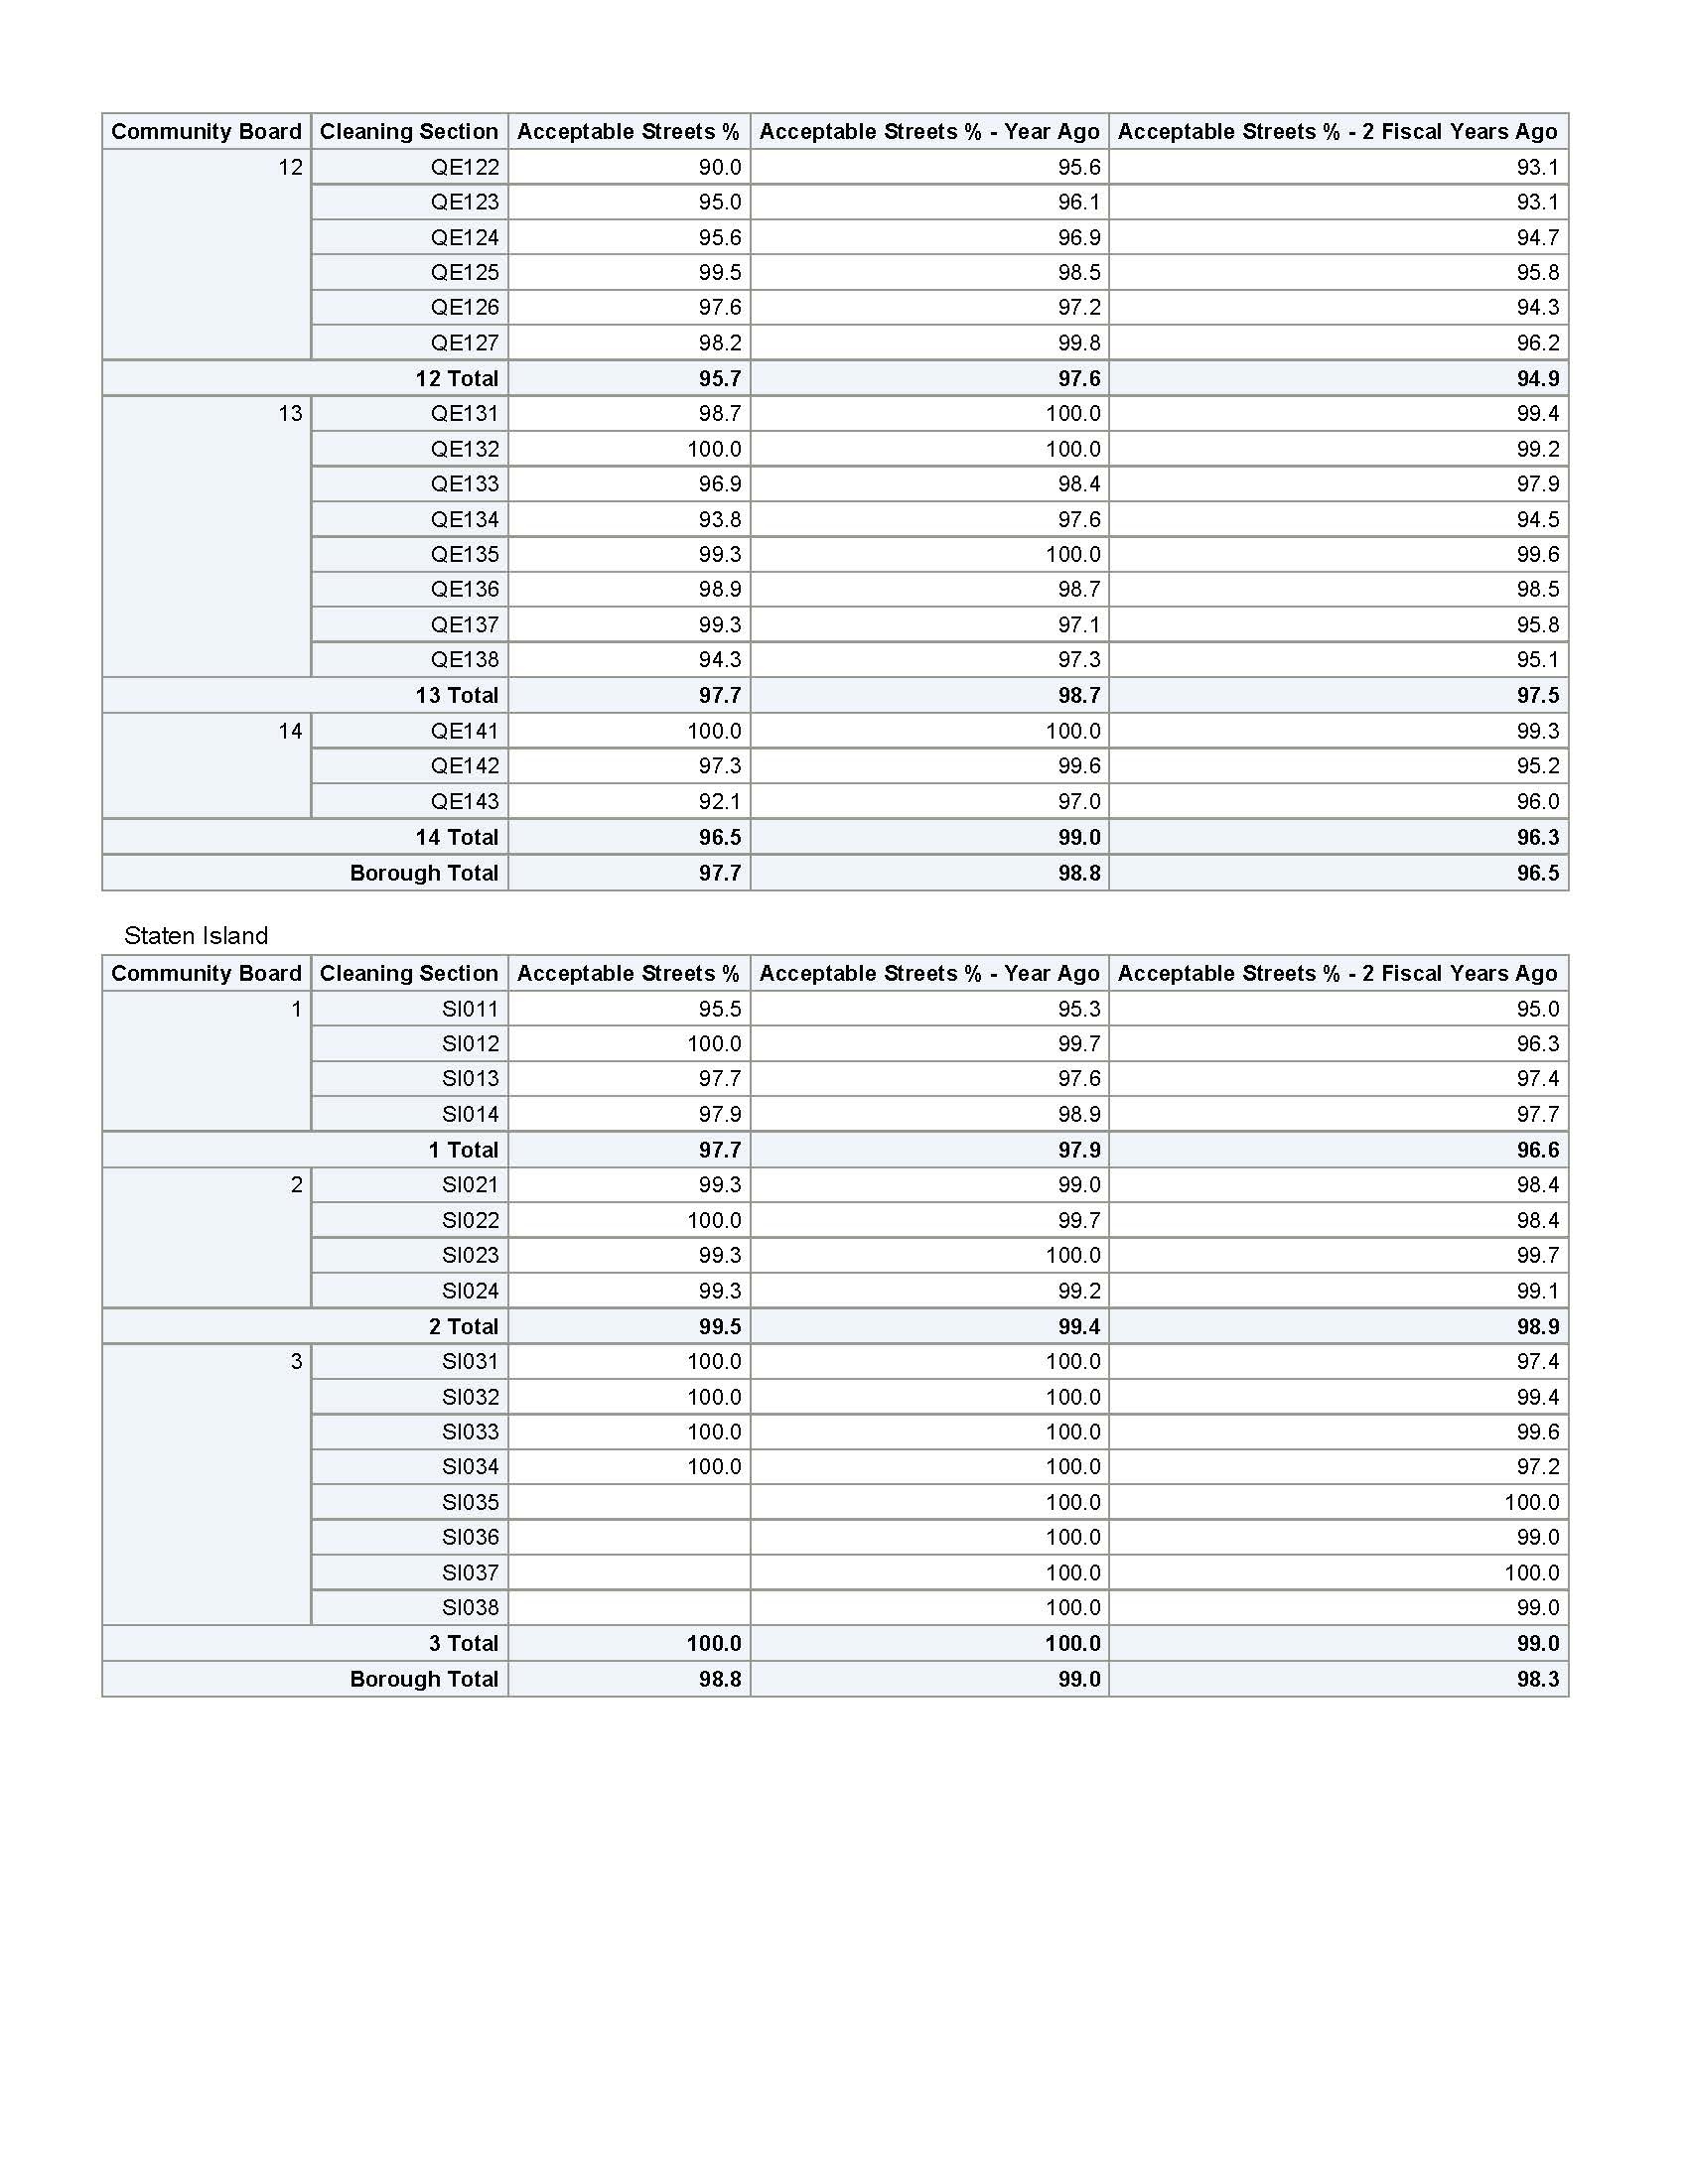 Community Board Cleaning Section Acceptable Streets % Acceptable Streets % - Year Ago Acceptable Streets % - 2 Fiscal Years Ago
12 QE122 90.0 95.6 93.1
QE123 95.0 96.1 93.1
QE124 95.6 96.9 94.7
QE125 99.5 98.5 95.8
QE126 97.6 97.2 94.3
QE127 98.2 99.8 96.2
12 Total 95.7 97.6 94.9
13 QE131 98.7 100.0 99.4
QE132 100.0 100.0 99.2
QE133 96.9 98.4 97.9
QE134 93.8 97.6 94.5
QE135 99.3 100.0 99.6
QE136 98.9 98.7 98.5
QE137 99.3 97.1 95.8
QE138 94.3 97.3 95.1
13 Total 97.7 98.7 97.5
14 QE141 100.0 100.0 99.3
QE142 97.3 99.6 95.2
QE143 92.1 97.0 96.0
14 Total 96.5 99.0 96.3
Borough Total 97.7 98.8 96.5
Staten Island
Community Board Cleaning Section Acceptable Streets % Acceptable Streets % - Year Ago Acceptable Streets % - 2 Fiscal Years Ago
1 SI011 95.5 95.3 95.0
SI012 100.0 99.7 96.3
SI013 97.7 97.6 97.4
SI014 97.9 98.9 97.7
1 Total 97.7 97.9 96.6
2 SI021 99.3 99.0 98.4
SI022 100.0 99.7 98.4
SI023 99.3 100.0 99.7
SI024 99.3 99.2 99.1
2 Total 99.5 99.4 98.9
3 SI031 100.0 100.0 97.4
SI032 100.0 100.0 99.4
SI033 100.0 100.0 99.6
SI034 100.0 100.0 97.2
SI035 100.0 100.0
SI036 100.0 99.0
SI037 100.0 100.0
SI038 100.0 99.0
3 Total 100.0 100.0 99.0
Borough Total 98.8 99.0 98.3